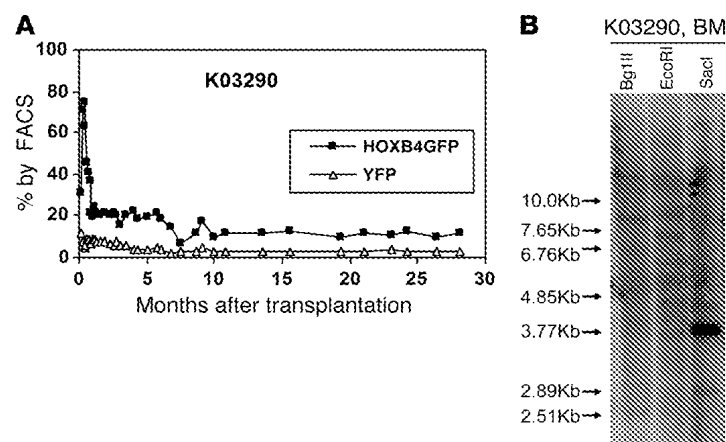 A
100
80
60
40
20
0
% by FACS
K03290
HOXB4GFP
YFP
0 5 10 15 20 25 30
Months after transplantation
B
K03290, BM
Bg1II
EcoRI
SacI
10.0Kb
7.65Kb
6.76Kb
4.85Kb
3.77Kb
2.89Kb
2.51Kb